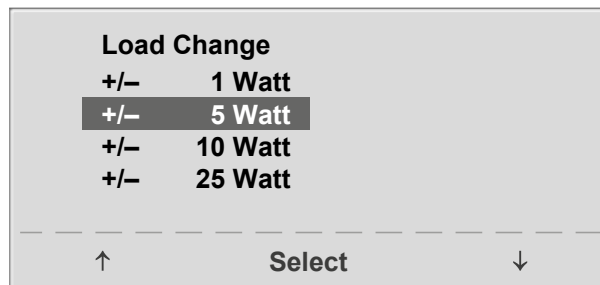 Load Change
+/– 1 Watt
+/– 5 Watt
+/– 10 Watt
+/– 25 Watt
↑ Select ↓